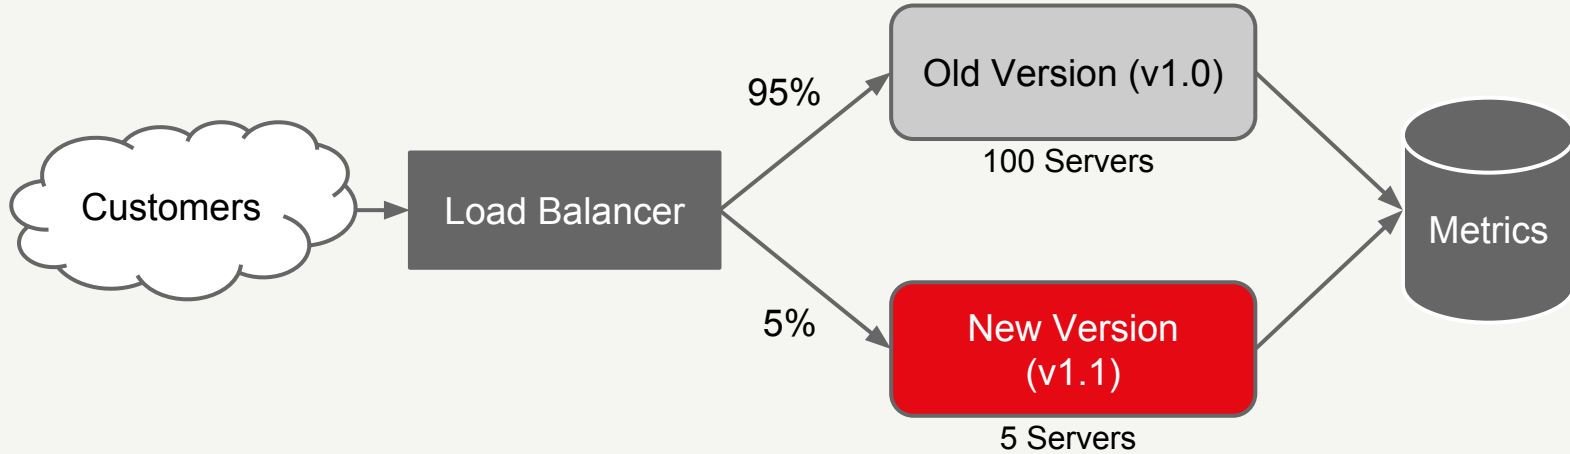 Customers
Load Balancer
95%
5%
Old Version (v1.0)
100 Servers
New Version
(v1.1)
5 Servers
Metrics